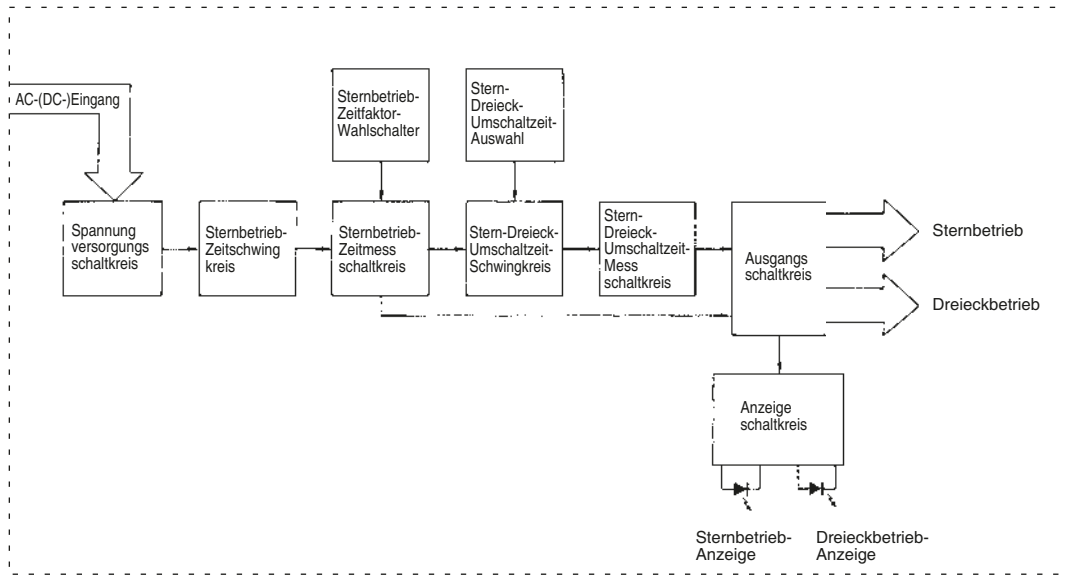 AC-(DC-)Eingang
Sternbetrieb-
Zeitfaktor-
Wahlschalter
Stern-
Dreieck-
Umschaltzeit-
Auswahl
Spannung
versorgungs
schaltkreis
Sternbetrieb-
Zeitschwing
kreis
Sternbetrieb-
Zeitmess
schaltkreis
Stern-Dreieck-
Umschaltzeit-
Schwingkreis
Stern-
Dreieck-
Umschaltzeit-
Mess
schaltkreis
Ausgangs
schaltkreis
Sternbetrieb
Dreieckbetrieb
Anzeige
schaltkreis
Sternbetrieb-
Anzeige
Dreieckbetrieb-
Anzeige